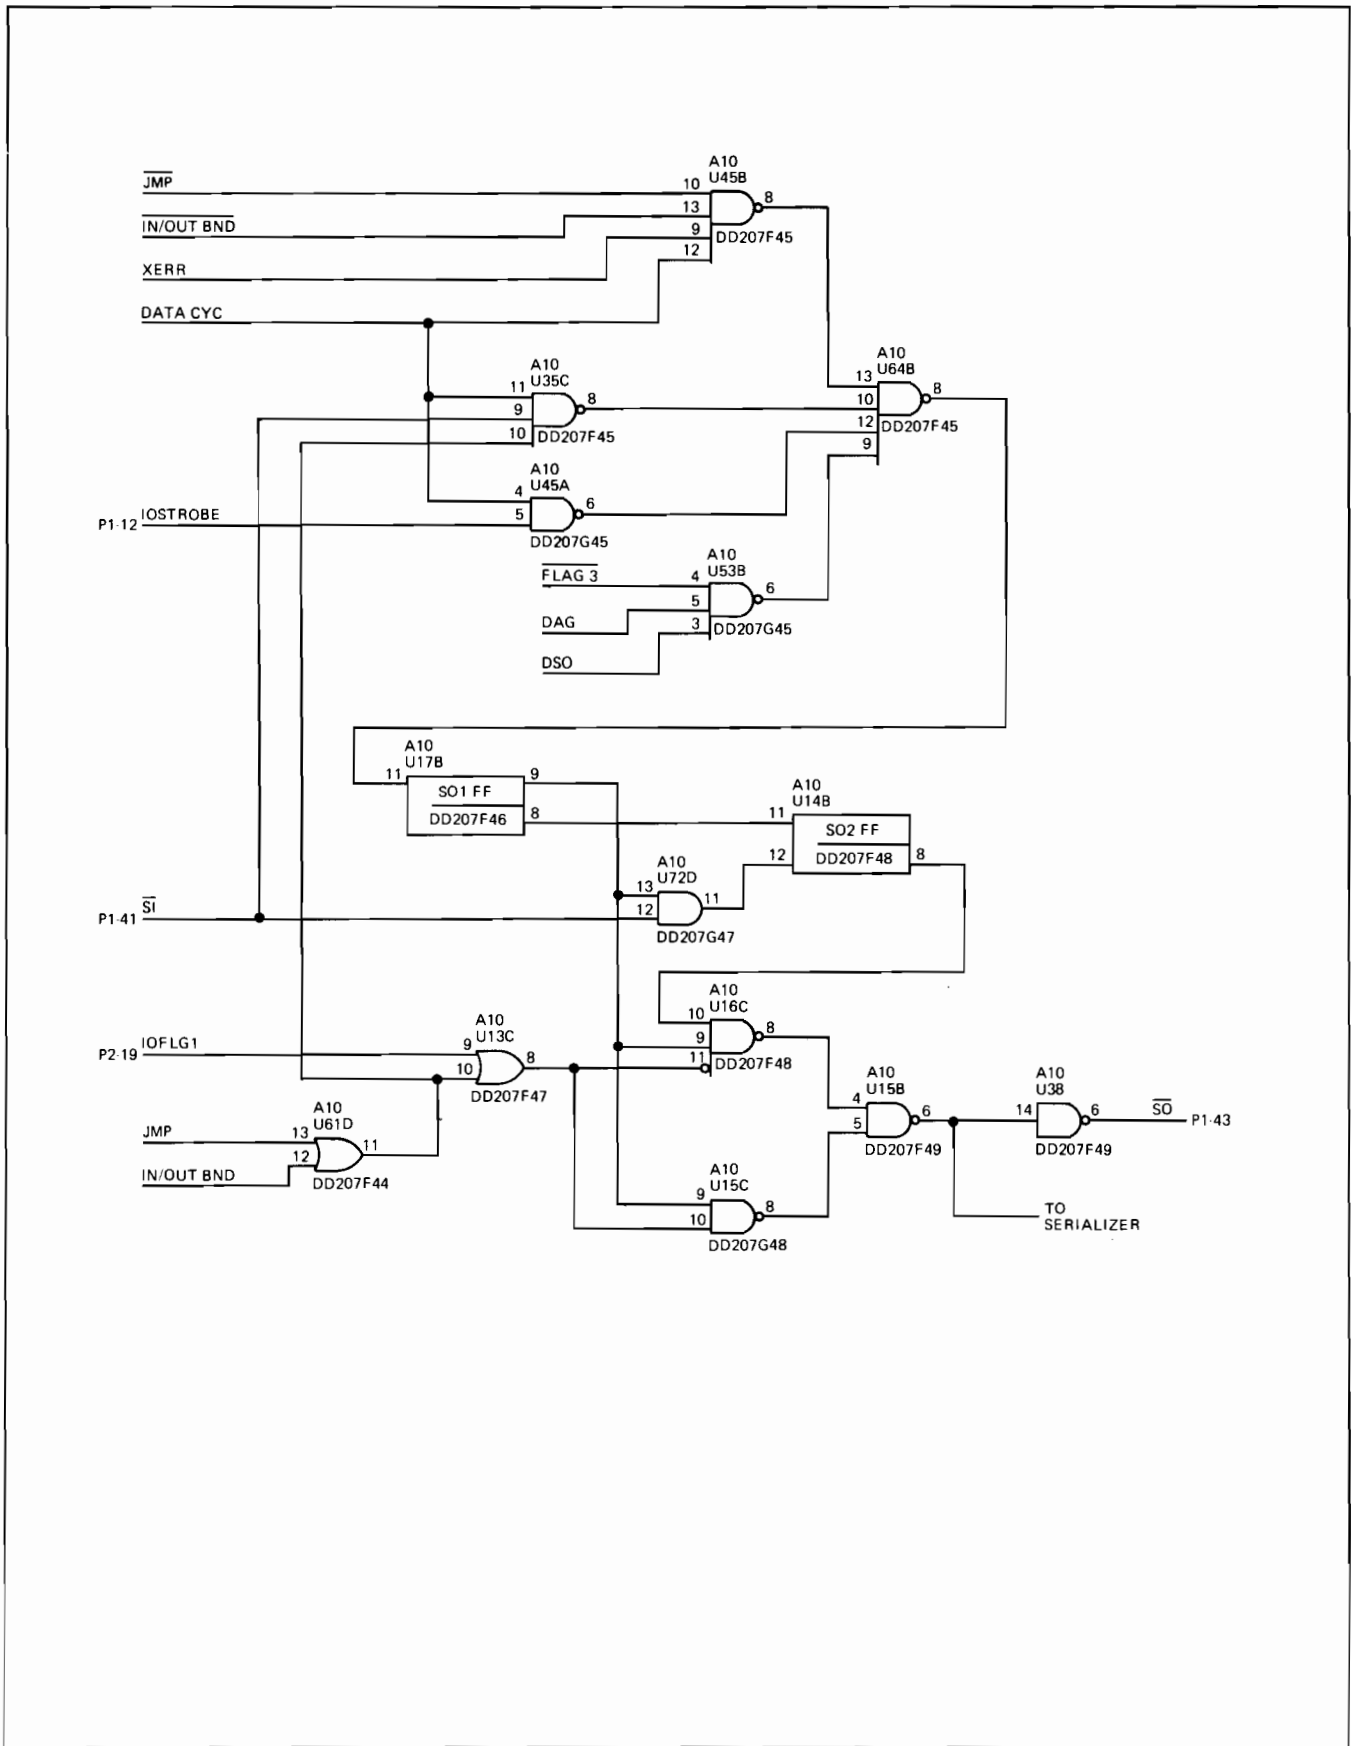 A10
U45B
JMP
10
8
13
IN/OUT BND
9
DD207F45
12
XERR
DATA CYC
A10
U64B
A10
U35C
13
8
11
8
10
9
12
DD207F45
10
DD207F45
9
A10
U45A
4
6
P1-12
IOSTROBE
5
DD207G45
A10
U53B
FLAG 3
4
6
5
DAG
3
DD207G45
DSO
A10
U17B
11
9
SO1 FF
DD207F46
8
A10
U14B
11
SO2 FF
12
DD207F48
8
A10
U72D
13
11
P1-41
SI
12
DD207G47
A10
U16C
10
8
9
11
DD207F48
A10
U13C
P2-19
IOFLG1
9
8
10
DD207F47
A10
U15B
4
6
5
DD207F49
A10
U38
14
6
SO
P1-43
DD207F49
A10
U61D
JMP
13
11
12
IN/OUT BND
DD207F44
A10
U15C
9
8
10
DD207G48
TO
SERIALIZER